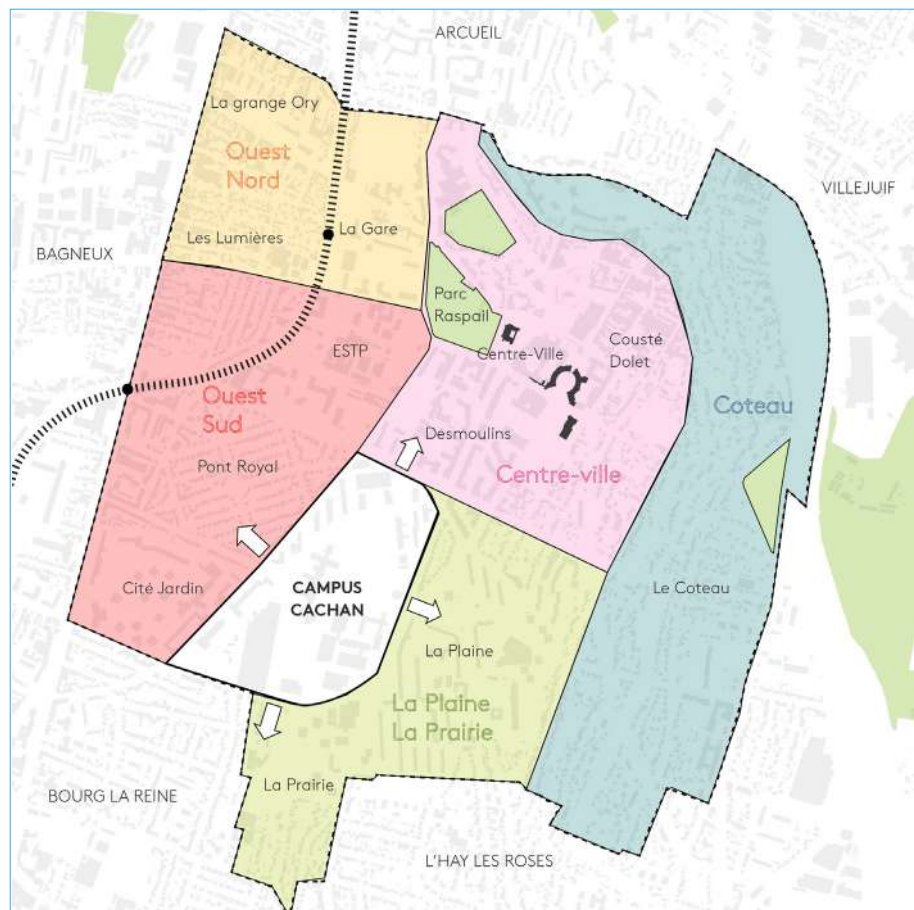 ARCUEIL
La grange Ory
Ouest
Nord
VILLEJUIF
La Gare
Les Lumières
BAGNEUX
Parc
Raspail
Centre-Ville
Cousté
Dolet
ESTP
Ouest
Sud
Coteau
Desmoulins
Pont Royal
Centre-ville
Cité Jardin
CAMPUS
CACHAN
Le Coteau
La Plaine
La Plaine
La Prairie
La Prairie
BOURG LA REINE
L'HAY LES ROSES